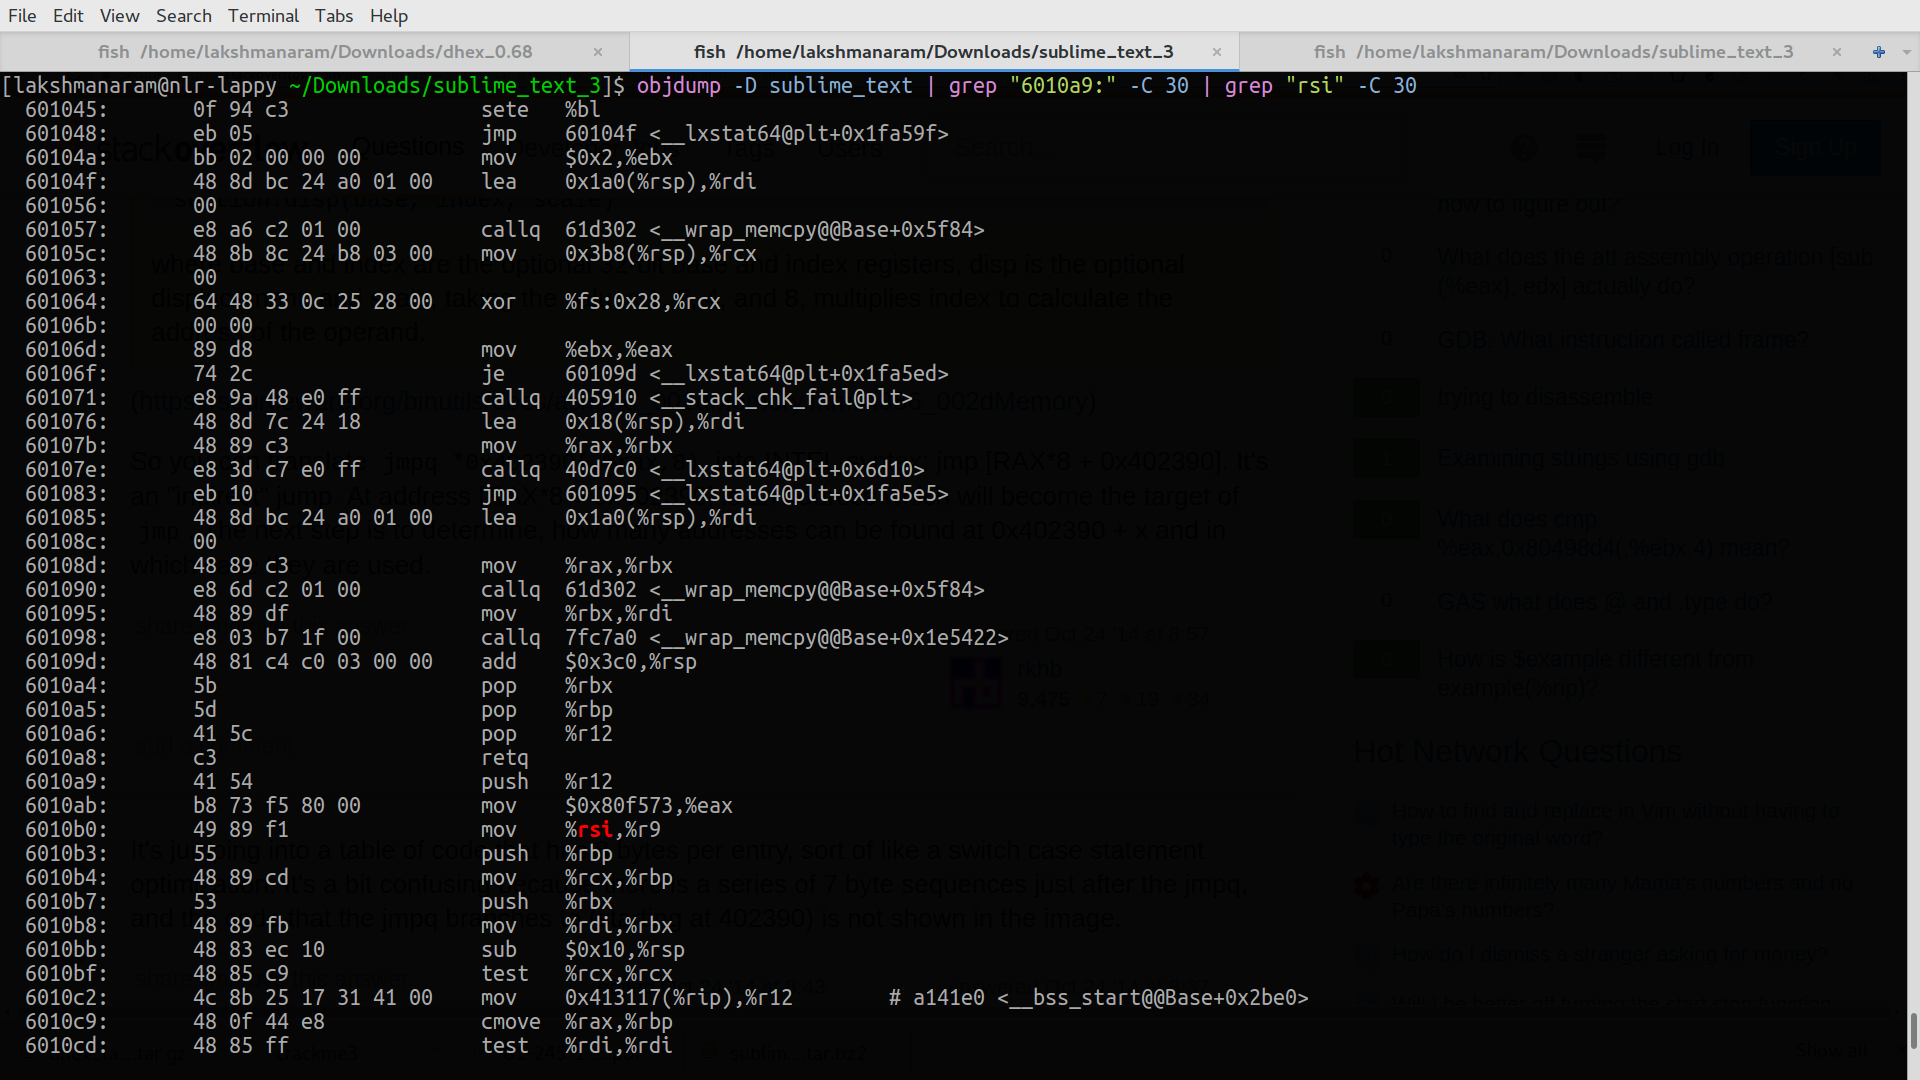 File Edit View Search Terminal Tabs Help
fish /home/lakshmanaram/Downloads/dhex_0.68 × fish /home/lakshmanaram/Downloads/sublime_text_3 × fish /home/lakshmanaram/Downloads/sublime_text_3 ×
[lakshmanaram@nlr-lappy ~/Downloads/sublime_text_3]$ objdump -D sublime_text | grep "6010a9:" -C 30 | grep "rsi" -C 30
601045: 0f 94 c3 sete %bl
601048: eb 05 jmp 60104f <__lxstat64@plt+0x1fa59f>
60104a: bb 02 00 00 00 mov $0x2,%ebx
60104f: 48 8d bc 24 a0 01 00 lea 0x1a0(%rsp),%rdi
601056: 00
601057: e8 a6 c2 01 00 callq 61d302 <__wrap_memcpy@@Base+0x5f84>
60105c: 48 8b 8c 24 b8 03 00 mov 0x3b8(%rsp),%rcx
601063: 00
601064: 64 48 33 0c 25 28 00 xor %fs:0x28,%rcx
60106b: 00 00
60106d: 89 d8 mov %ebx,%eax
60106f: 74 2c je 60109d <__lxstat64@plt+0x1fa5ed>
601071: e8 9a 48 e0 ff callq 405910 <__stack_chk_fail@plt>
601076: 48 8d 7c 24 18 lea 0x18(%rsp),%rdi
60107b: 48 89 c3 mov %rax,%rbx
60107e: e8 3d c7 e0 ff callq 40d7c0 <__lxstat64@plt+0x6d10>
601083: eb 10 jmp 601095 <__lxstat64@plt+0x1fa5e5>
601085: 48 8d bc 24 a0 01 00 lea 0x1a0(%rsp),%rdi
60108c: 00
60108d: 48 89 c3 mov %rax,%rbx
601090: e8 6d c2 01 00 callq 61d302 <__wrap_memcpy@@Base+0x5f84>
601095: 48 89 df mov %rbx,%rdi
601098: e8 03 b7 1f 00 callq 7fc7a0 <__wrap_memcpy@@Base+0x1e5422>
60109d: 48 81 c4 c0 03 00 00 add $0x3c0,%rsp
6010a4: 5b pop %rbx
6010a5: 5d pop %rbp
6010a6: 41 5c pop %r12
6010a8: c3 retq
6010a9: 41 54 push %r12
6010ab: b8 73 f5 80 00 mov $0x80f573,%eax
6010b0: 49 89 f1 mov %rsi,%r9
6010b3: 55 push %rbp
6010b4: 48 89 cd mov %rcx,%rbp
6010b7: 53 push %rbx
6010b8: 48 89 fb mov %rdi,%rbx
6010bb: 48 83 ec 10 sub $0x10,%rsp
6010bf: 48 85 c9 test %rcx,%rcx
6010c2: 4c 8b 25 17 31 41 00 mov 0x413117(%rip),%r12 # a141e0 <__bss_start@@Base+0x2be0>
6010c9: 48 0f 44 e8 cmove %rax,%rbp
6010cd: 48 85 ff test %rdi,%rdi